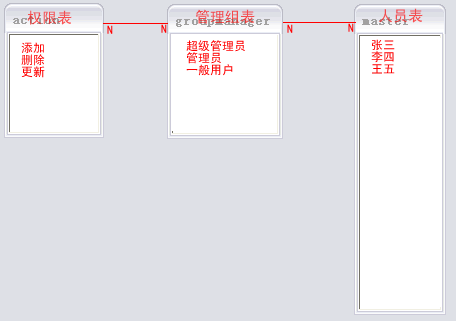 权限表
action
添加
删除
更新
N
N
管理组表
groupmanager
超级管理员
管理员
一般用户
N
N
人员表
master
张三
李四
王五